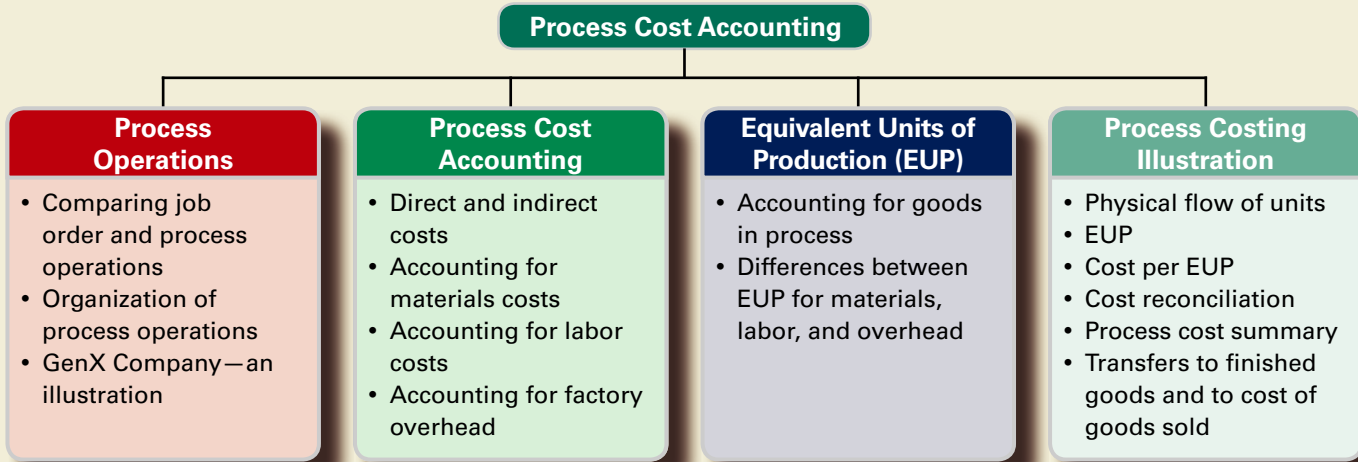 Process Cost Accounting
Process
Operations
• Comparing job
order and process
operations
• Organization of
process operations
• GenX Company—an
illustration
Process Cost
Accounting
• Direct and indirect
costs
• Accounting for
materials costs
• Accounting for labor
costs
• Accounting for factory
overhead
Equivalent Units of
Production (EUP)
• Accounting for goods
in process
• Differences between
EUP for materials,
labor, and overhead
Process Costing
Illustration
• Physical flow of units
• EUP
• Cost per EUP
• Cost reconciliation
• Process cost summary
• Transfers to finished
goods and to cost of
goods sold